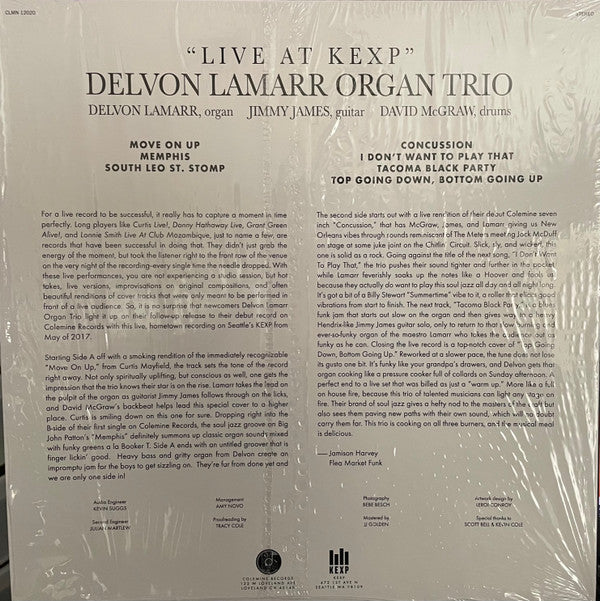 CLMN 12020
STEREO
"LIVE AT KEXP"
DELVON LAMARR ORGAN TRIO
DELVON LAMARR, organ JIMMY JAMES, guitar DAVID McGRAW, drums
MOVE ON UP
MEMPHIS
SOUTH LEO ST. STOMP
CONCUSSION
I DON'T WANT TO PLAY THAT
TACOMA BLACK PARTY
TOP GOING DOWN, BOTTOM GOING UP
For a live record to be successful, it really has to capture a moment in time
perfectly. Long players like Curtis Live!, Donny Hathaway Live, Grant Green
Alive!, and Lonnie Smith Live At Club Mozambique, just to name a few, are
records that have been successful in doing that. They didn't just grab the
energy of the moment, but took the listener right to the front row of the venue
on the very night of the recording-every single time the needle dropped. With
these live performances, you are not experiencing a studio session, but hot
takes, live versions, improvisations on original compositions, and often
beautiful renditions of cover tracks that were only meant to be performed in
front of a live audience. So, it is no surprise that newcomers Delvon Lamarr
Organ Trio light it up on their follow-up release to their debut record on
Colemine Records with this live, hometown recording on Seattle's KEXP from
May of 2017.
Starting Side A off with a smoking rendition of the immediately recognizable
"Move On Up," from Curtis Mayfield, the track sets the tone of the record
right away. Not only spiritually uplifting, but conscious as well, one gets the
impression that the trio knows their star is on the rise. Lamarr takes the lead on
the pulpit of the organ as guitarist Jimmy James follows through on the licks,
and David McGraw's backbeat helps lead this special cover to a higher
place. Curtis is smiling down on this one for sure. Dropping right into the
B-side of their first single on Colemine Records, the soul jazz groove on Big
John Patton's "Memphis" definitely summons up classic organ sounds mixed
with funky greens a la Booker T. Side A ends with an untitled groover that is
finger lickin' good. Heavy bass and gritty organ from Delvon create an
impromptu jam for the boys to get sizzling on. They're far from done yet and
we are only one side in!
The second side starts out with a live rendition of their debut Colemine seven
inch "Concussion," that has McGraw, James, and Lamarr giving us New
Orleans vibes through rounds reminiscent of The Meters meeting Jack McDuff
on stage at some juke joint on the Chitlin' Circuit. Slick, sly, and wicked, this
one is solid as a rock. Going against the title of the next song, "I Don't Want
To Play That," the trio pushes their sound tighter and further in the pocket,
while Lamarr feverishly soaks up the notes like a Hoover and fools us
because they actually do want to play this soul jazz all day and all night long.
It's got a bit of a Billy Stewart "Summertime" vibe to it, a roller that elicits good
vibrations from start to finish. The next track, "Tacoma Black Party," is a blues
funk jam that starts out slow on the organ and then gives way to a heavy
Hendrix-like Jimmy James guitar solo, only to return to that slow burning and
ever-so-funky organ of the maestro Lamarr who takes the audience out as
funky as he can. Closing the record is a top-notch cover of "Top Going
Down, Bottom Going Up." Reworked at a slower pace, the tune does not lose
its gusto one bit. It's funky like your grandpa's drawers, and Delvon gets that
organ cooking like a pressure cooker full of collards on Sunday afternoon. A
perfect end to a live set that was billed as just a "warm up." More like a full
on house fire, because this trio of talented musicians can light any stage on
fire. Their brand of soul jazz gives a hefty nod to the masters of the craft but
also sees them paving new paths with their own sound, which will no doubt
carry them far. This trio is cooking on all three burners, and the musical meal
is delicious.
— Jamison Harvey
Flea Market Funk
Audio Engineer
KEVIN SUGGS
Second Engineer
JULIAN MARTLEW
Management
AMY NOVO
Proofreading by
TRACY COLE
Photography
BEBE BESCH
Mastered by
JJ GOLDEN
Artwork design by
LEROI CONROY
Special thanks to
SCOTT BELL & KEVIN COLE
COLEMINE RECORDS
LOVELAND AVE
LOVELAND OH 45140
KEXP
KEXP
472 1ST AVE N
SEATTLE WA 98109